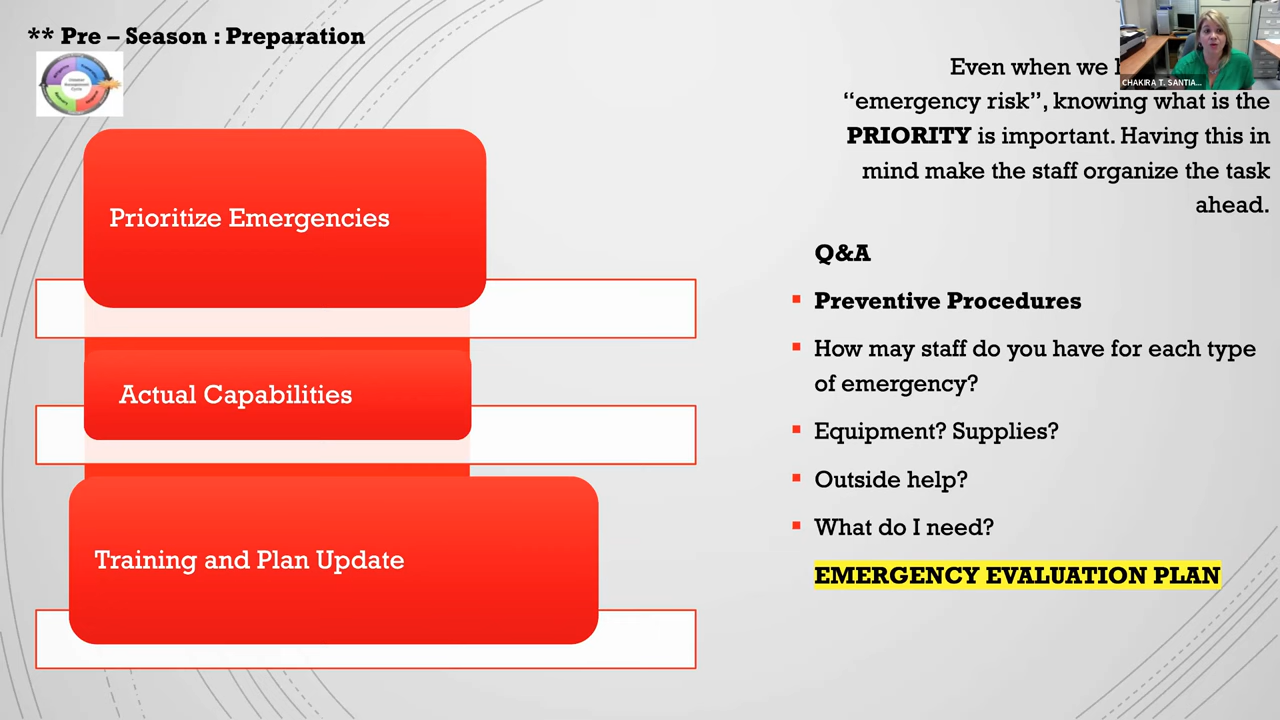 ** Pre – Season : Preparation
Even when we
“emergency risk”, knowing what is the
PRIORITY is important. Having this in
mind make the staff organize the task
ahead.
CHAKIRA T. SANTIA...
Prioritize Emergencies
Actual Capabilities
Training and Plan Update
Q&A
Preventive Procedures
How may staff do you have for each type
of emergency?
Equipment? Supplies?
Outside help?
What do I need?
EMERGENCY EVALUATION PLAN